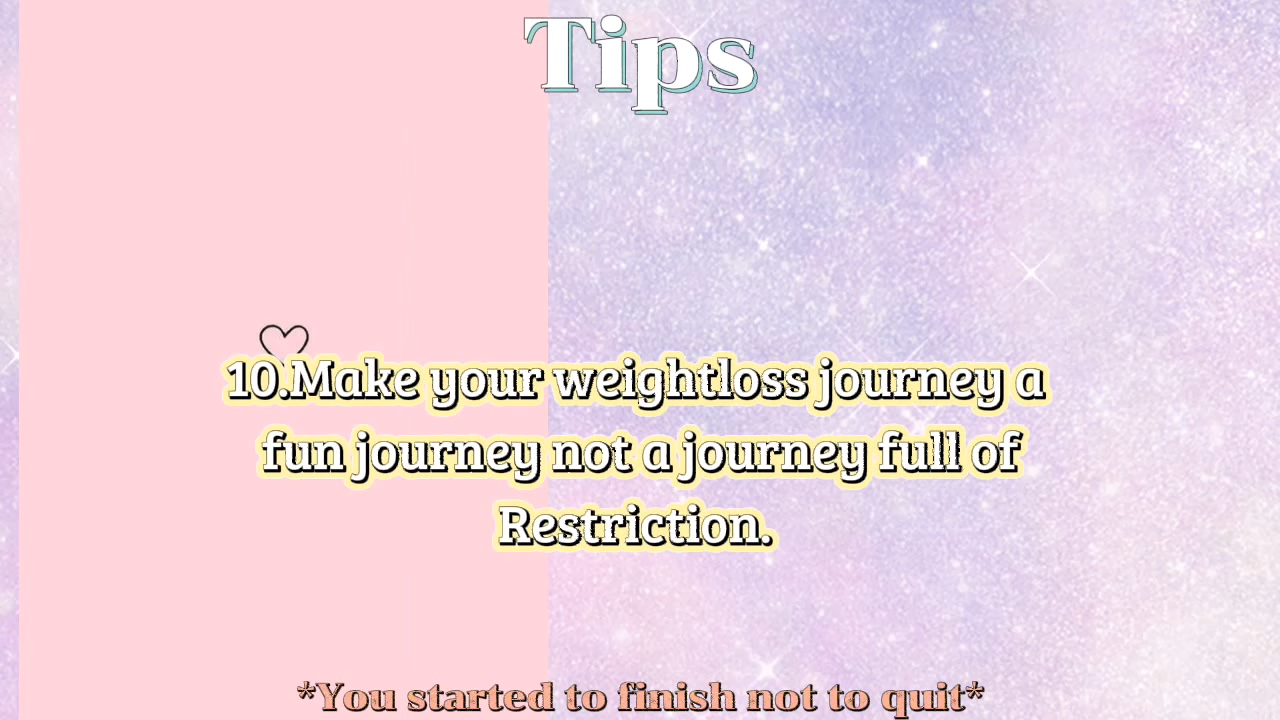 Tips
10.Make your weightloss journey a
fun journey not a journey full of
Restriction.
*You started to finish not to quit*